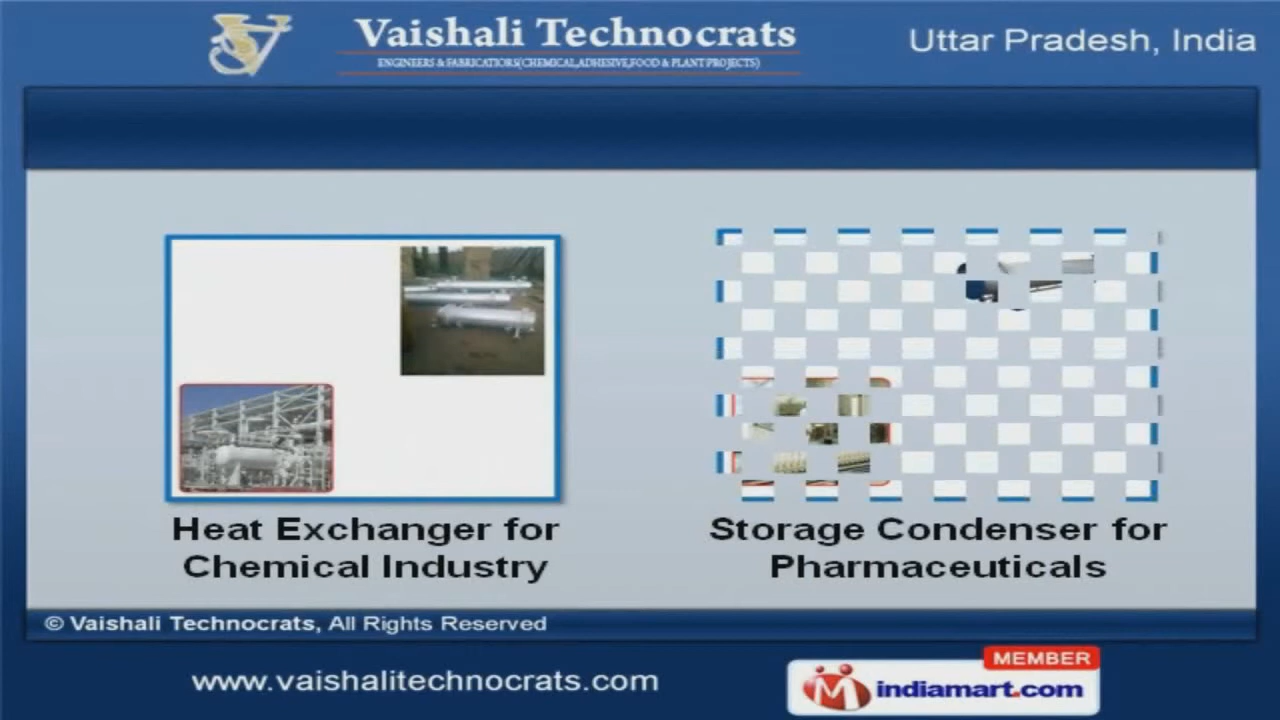 Vaishali Technocrats
ENGINEERS & FABRICATIORS(CHEMICAL,ADHESIVE,FOOD & PLANT PROJECTS)
Uttar Pradesh, India
Heat Exchanger for
Chemical Industry
Storage Condenser for
Pharmaceuticals
© Vaishali Technocrats, All Rights Reserved
www.vaishalitechnocrats.com
MEMBER
indiamart.com